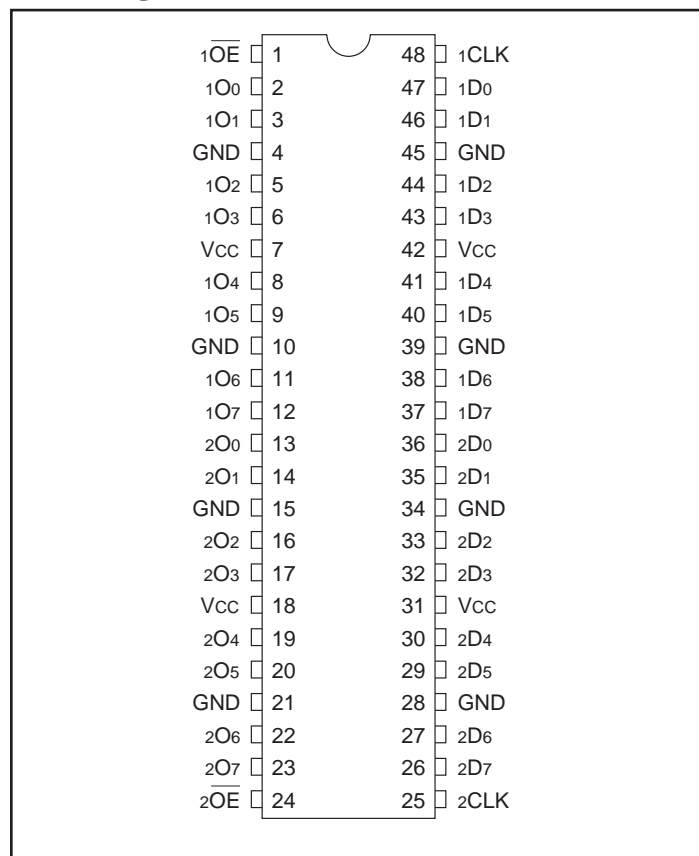 1OE 1 48 1CLK
1O0 2 47 1D0
1O1 3 46 1D1
GND 4 45 GND
1O2 5 44 1D2
1O3 6 43 1D3
VCC 7 42 VCC
1O4 8 41 1D4
1O5 9 40 1D5
GND 10 39 GND
1O6 11 38 1D6
1O7 12 37 1D7
2O0 13 36 2D0
2O1 14 35 2D1
GND 15 34 GND
2O2 16 33 2D2
2O3 17 32 2D3
VCC 18 31 VCC
2O4 19 30 2D4
2O5 20 29 2D5
GND 21 28 GND
2O6 22 27 2D6
2O7 23 26 2D7
2OE 24 25 2CLK